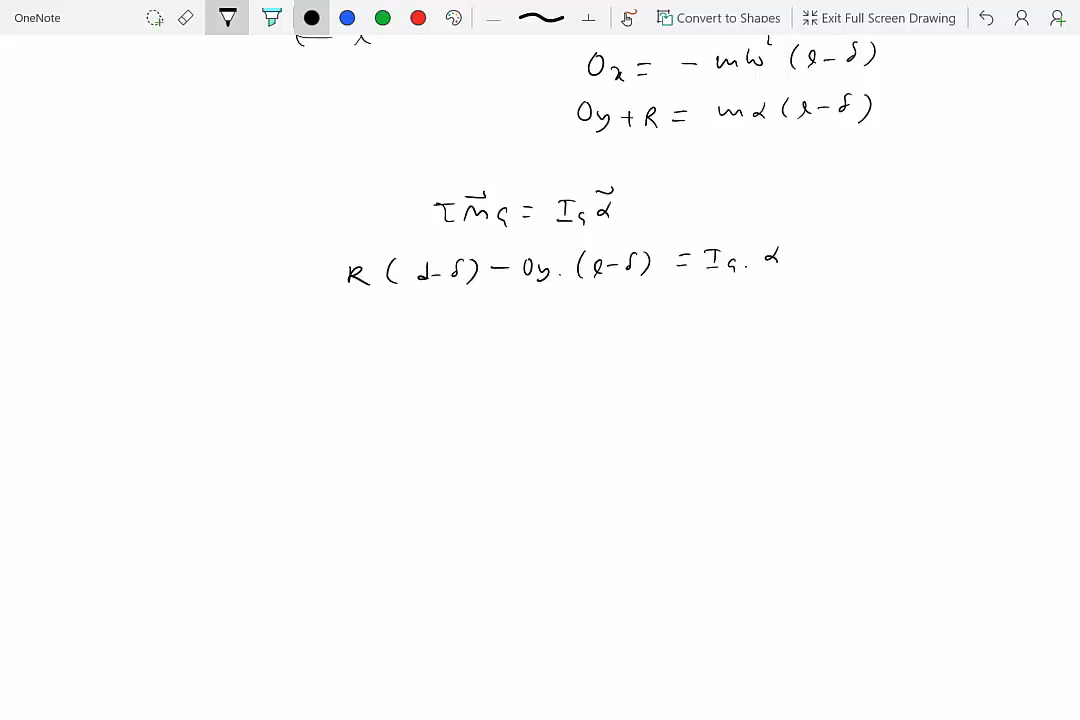 OneNote
Convert to Shapes
Exit Full Screen Drawing
Ox = - mω² (l-δ)
Oy + R = mα (l-δ)
ΣM⃗G = IG α̃
R (d-δ) - Oy. (l-δ) = IG. α